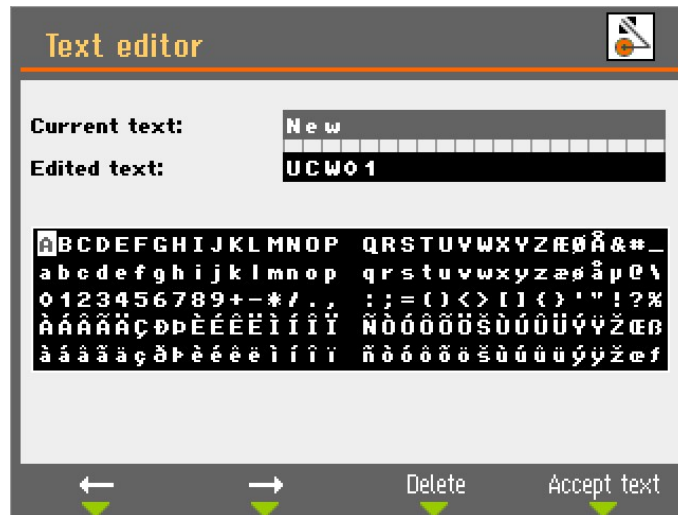 Text editor
Current text: New
Edited text: UCW01
ABCDEFGHIJKLMNOP QRSTUVWXYZÆØÅ&#_
abcdefghijklmnop qrstuvwxyzæøåµ@\
0123456789+-*/., :;=()<>[]{}'"!?%
ÀÁÂÃÄÇÐÞÈÉÊËÌÍÎÏ ÑÒÓÔÕÖŠÙÚÛÜÝŸŽŒß
àáâãäçðÞèéêëìíîï ñòóôõöšùúûüýÿžœƒ
← → Delete Accept text